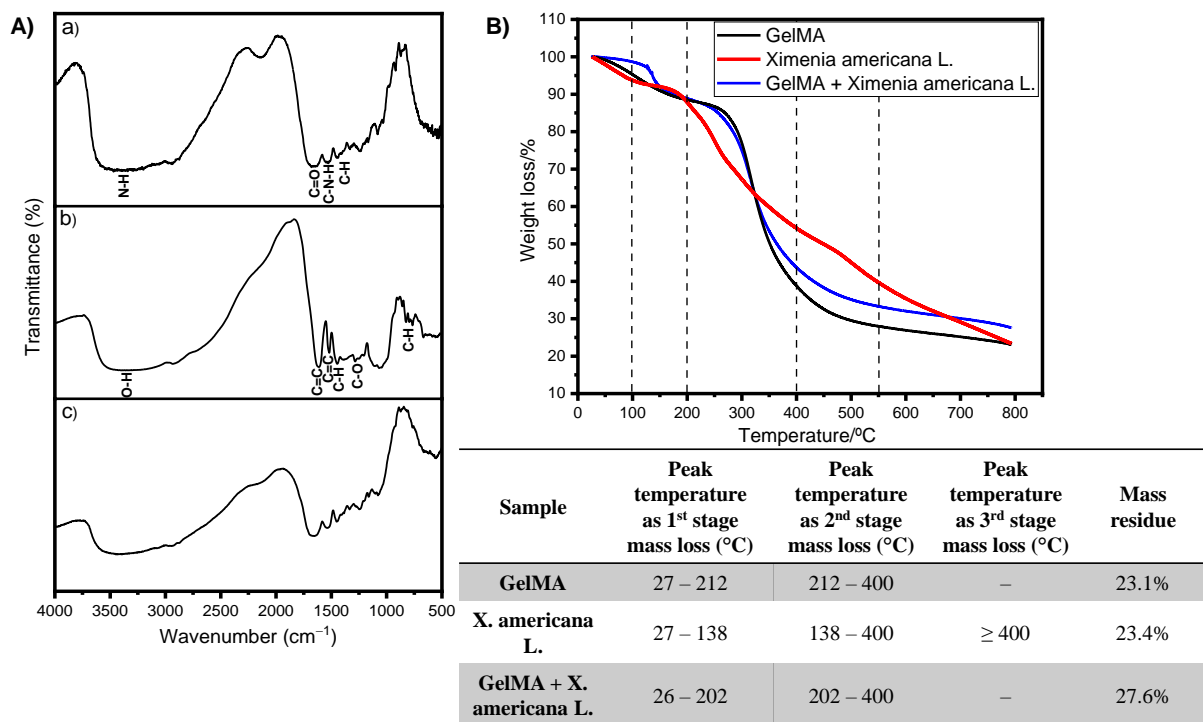 A)
a)
N-H
C=O
C-N-H
C-H
b)
O-H
C=C
C=C
C-H
C-O
C-H
c)
Transmittance (%)
4000 3500 3000 2500 2000 1500 1000 500
Wavenumber (cm⁻¹)
B)
GelMA
Ximenia americana L.
GelMA + Ximenia americana L.
Weight loss/%
110
100
90
80
70
60
50
40
30
20
10
0 100 200 300 400 500 600 700 800
Temperature/ºC
Sample
Peak
temperature
as 1st stage
mass loss (°C)
Peak
temperature
as 2nd stage
mass loss (°C)
Peak
temperature
as 3rd stage
mass loss (°C)
Mass
residue
GelMA 27 – 212 212 – 400 – 23.1%
X. americana
L.
27 – 138 138 – 400 ≥ 400 23.4%
GelMA + X.
americana L.
26 – 202 202 – 400 – 27.6%